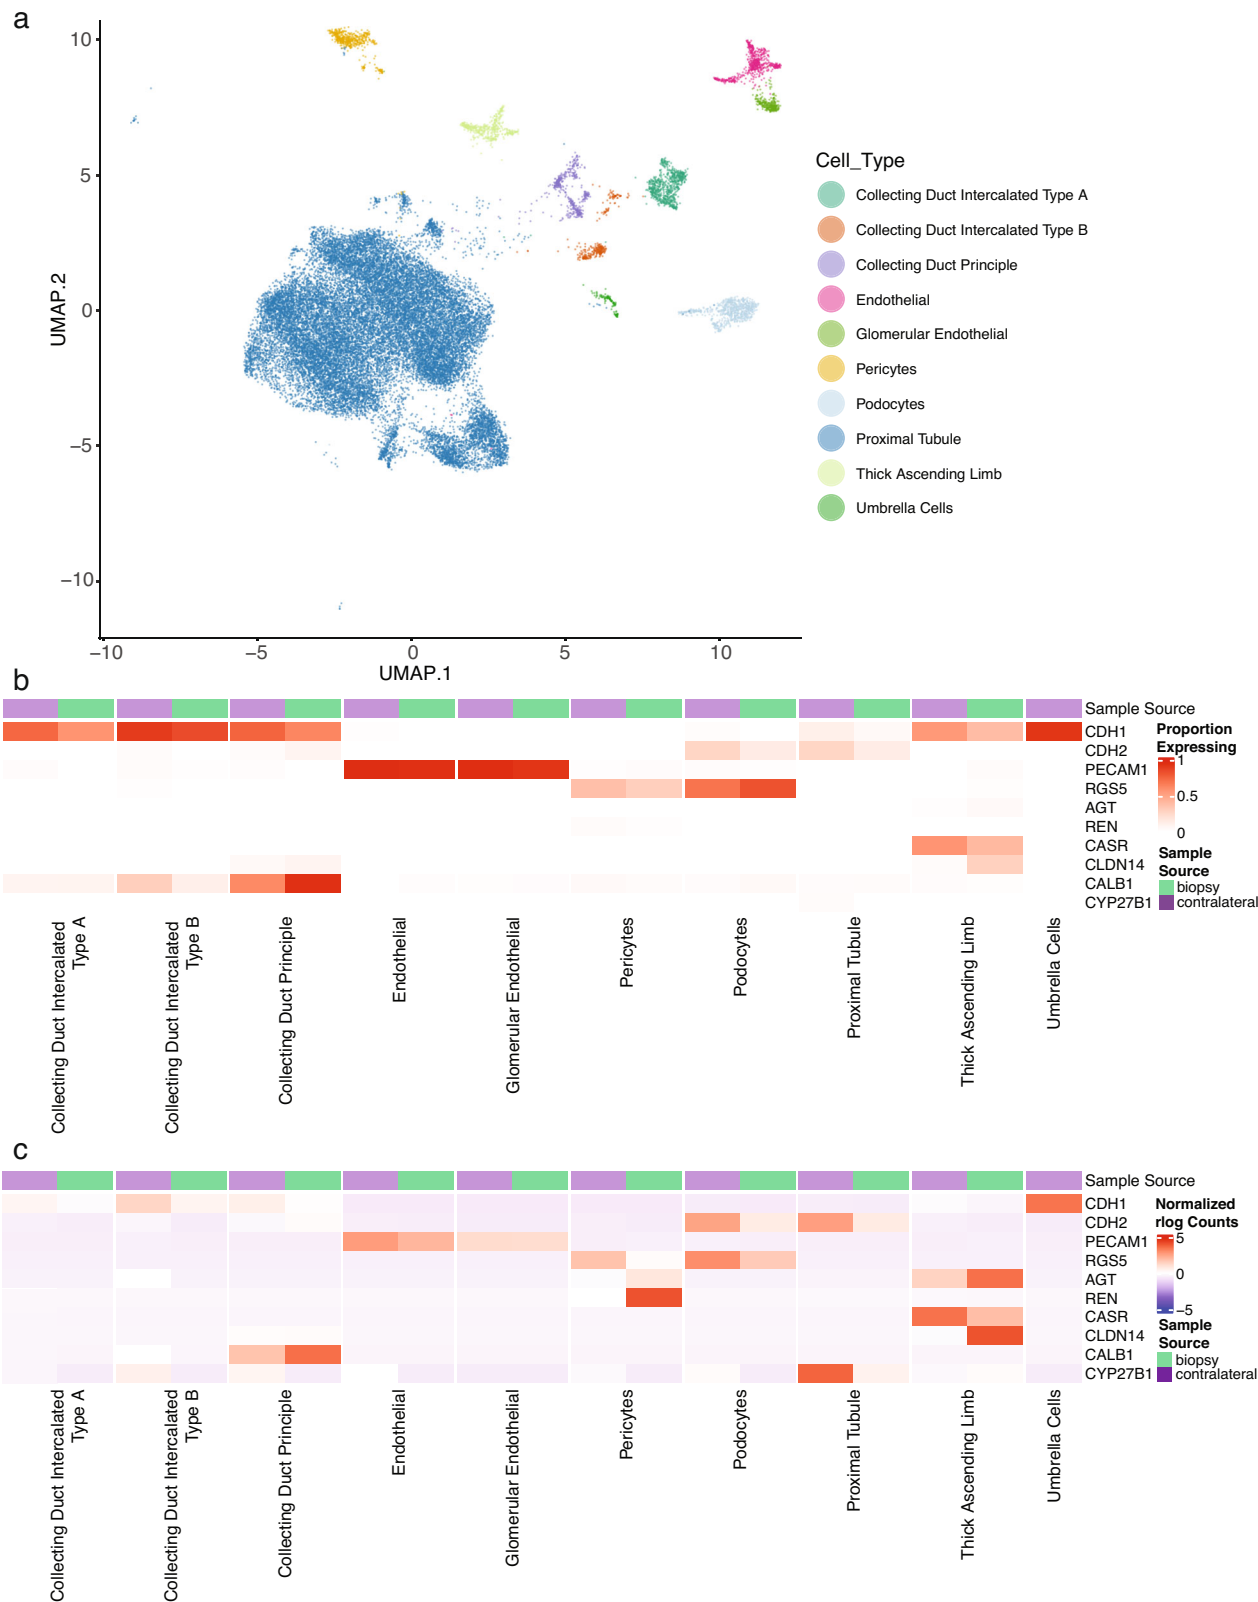 a
10
5
0
−5
−10
UMAP.2
−10
−5
0
5
10
UMAP.1
Cell_Type
Collecting Duct Intercalated Type A
Collecting Duct Intercalated Type B
Collecting Duct Principle
Endothelial
Glomerular Endothelial
Pericytes
Podocytes
Proximal Tubule
Thick Ascending Limb
Umbrella Cells
b
Sample Source
CDH1
CDH2
PECAM1
RGS5
AGT
REN
CASR
CLDN14
CALB1
CYP27B1
Proportion
Expressing
1
0.5
0
Sample
Source
biopsy
contralateral
Collecting Duct Intercalated
Type A
Collecting Duct Intercalated
Type B
Collecting Duct Principle
Endothelial
Glomerular Endothelial
Pericytes
Podocytes
Proximal Tubule
Thick Ascending Limb
Umbrella Cells
c
Sample Source
CDH1
CDH2
PECAM1
RGS5
AGT
REN
CASR
CLDN14
CALB1
CYP27B1
Normalized
rlog Counts
5
0
−5
Sample
Source
biopsy
contralateral
Collecting Duct Intercalated
Type A
Collecting Duct Intercalated
Type B
Collecting Duct Principle
Endothelial
Glomerular Endothelial
Pericytes
Podocytes
Proximal Tubule
Thick Ascending Limb
Umbrella Cells